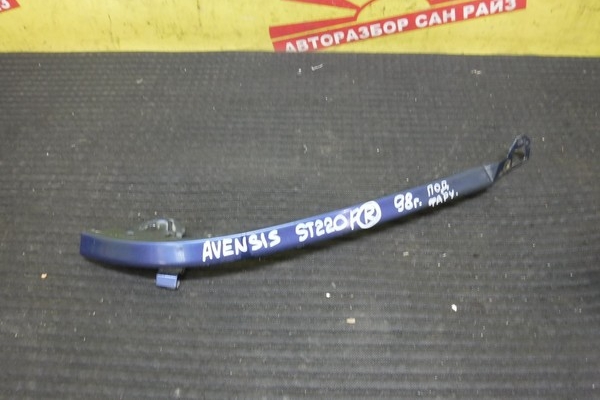 АВТОРАЗБОР САН РАЙЗ
AVENSIS ST220 F(R) 98г. ПОД
ФАРУ.